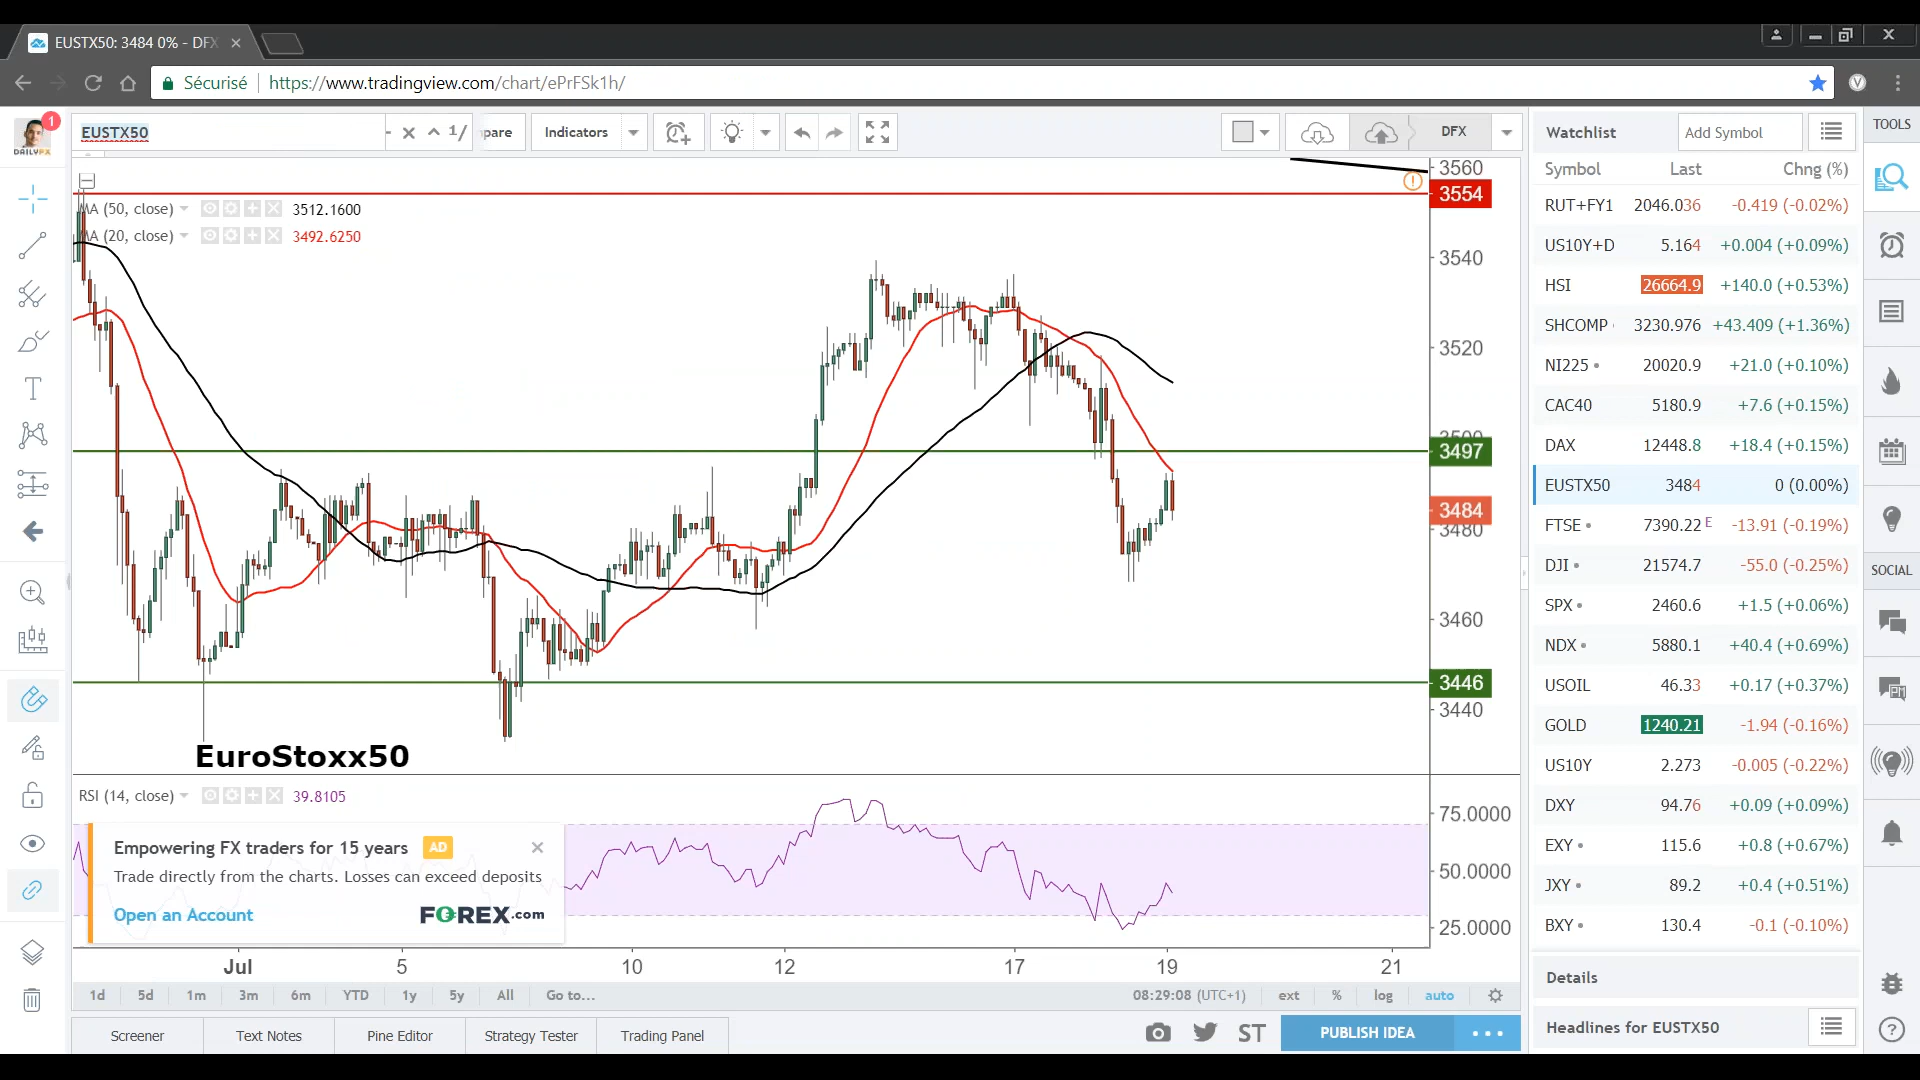 EUSTX50: 3484 0% - DFX
Sécurisé https://www.tradingview.com/chart/ePrFSk1h/
1
DAILYFX
EUSTX50 1/ pare Indicators DFX
MA (50, close) 3512.1600
MA (20, close) 3492.6250
3560
3554
3540
3520
3500
3497
3484
3480
3460
3446
3440
EuroStoxx50
RSI (14, close) 39.8105
75.0000
50.0000
25.0000
Empowering FX traders for 15 years AD
Trade directly from the charts. Losses can exceed deposits
Open an Account FOREX.com
Jul 5 10 12 17 19 21
1d 5d 1m 3m 6m YTD 1y 5y All Go to... 08:29:08 (UTC+1) ext % log auto
Screener Text Notes Pine Editor Strategy Tester Trading Panel ST PUBLISH IDEA
Watchlist Add Symbol
Symbol Last Chng (%)
RUT+FY1 2046.036 -0.419 (-0.02%)
US10Y+D 5.164 +0.004 (+0.09%)
HSI 26664.9 +140.0 (+0.53%)
SHCOMP 3230.976 +43.409 (+1.36%)
NI225 20020.9 +21.0 (+0.10%)
CAC40 5180.9 +7.6 (+0.15%)
DAX 12448.8 +18.4 (+0.15%)
EUSTX50 3484 0 (0.00%)
FTSE 7390.22 E -13.91 (-0.19%)
DJI 21574.7 -55.0 (-0.25%)
SPX 2460.6 +1.5 (+0.06%)
NDX 5880.1 +40.4 (+0.69%)
USOIL 46.33 +0.17 (+0.37%)
GOLD 1240.21 -1.94 (-0.16%)
US10Y 2.273 -0.005 (-0.22%)
DXY 94.76 +0.09 (+0.09%)
EXY 115.6 +0.8 (+0.67%)
JXY 89.2 +0.4 (+0.51%)
BXY 130.4 -0.1 (-0.10%)
Details
Headlines for EUSTX50
TOOLS
SOCIAL